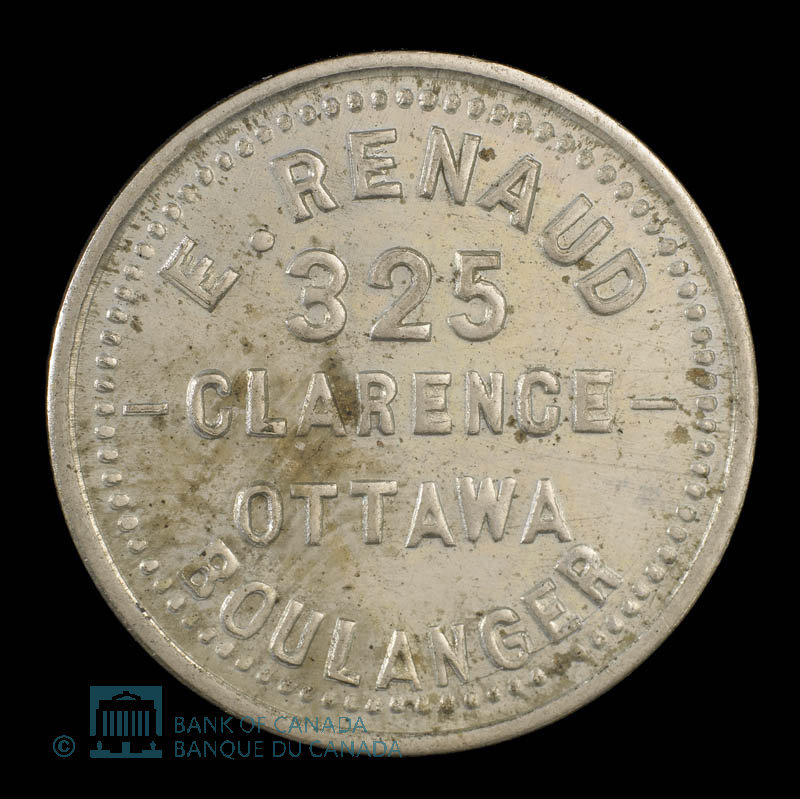 E. RENAUD
325
- CLARENCE -
OTTAWA
BOULANGER
© BANK OF CANADA
BANQUE DU CANADA